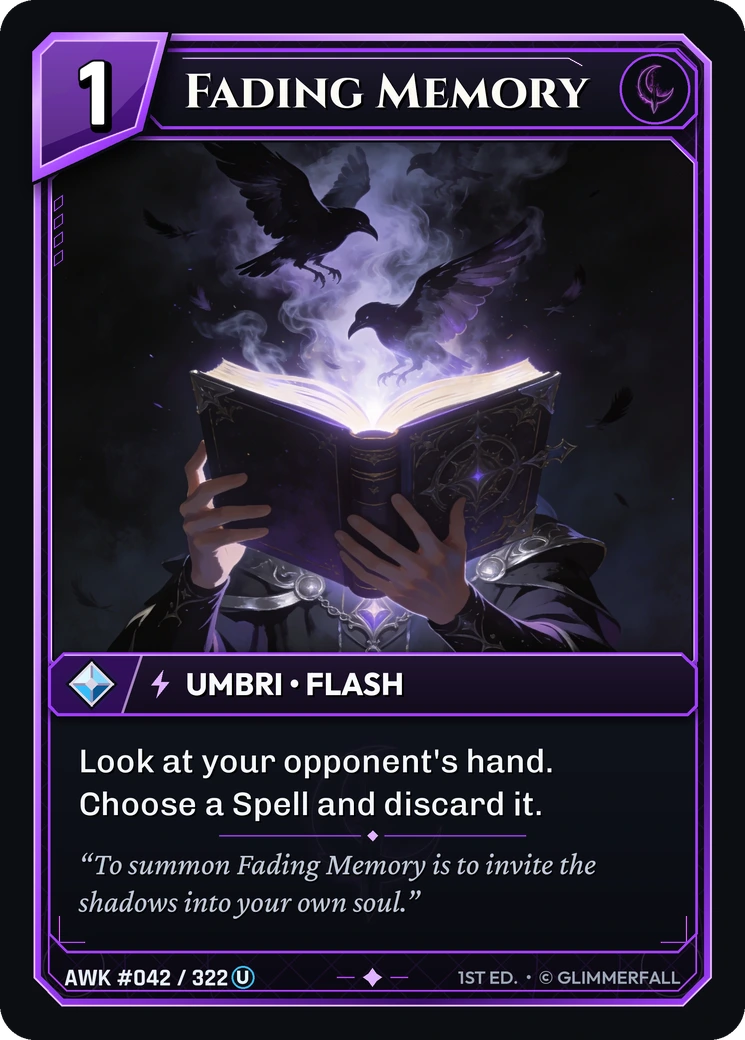 1
FADING MEMORY
UMBRI • FLASH
Look at your opponent's hand.
Choose a Spell and discard it.
“To summon Fading Memory is to invite the
shadows into your own soul.”
AWK #042 / 322 U
1ST ED. • © GLIMMERFALL